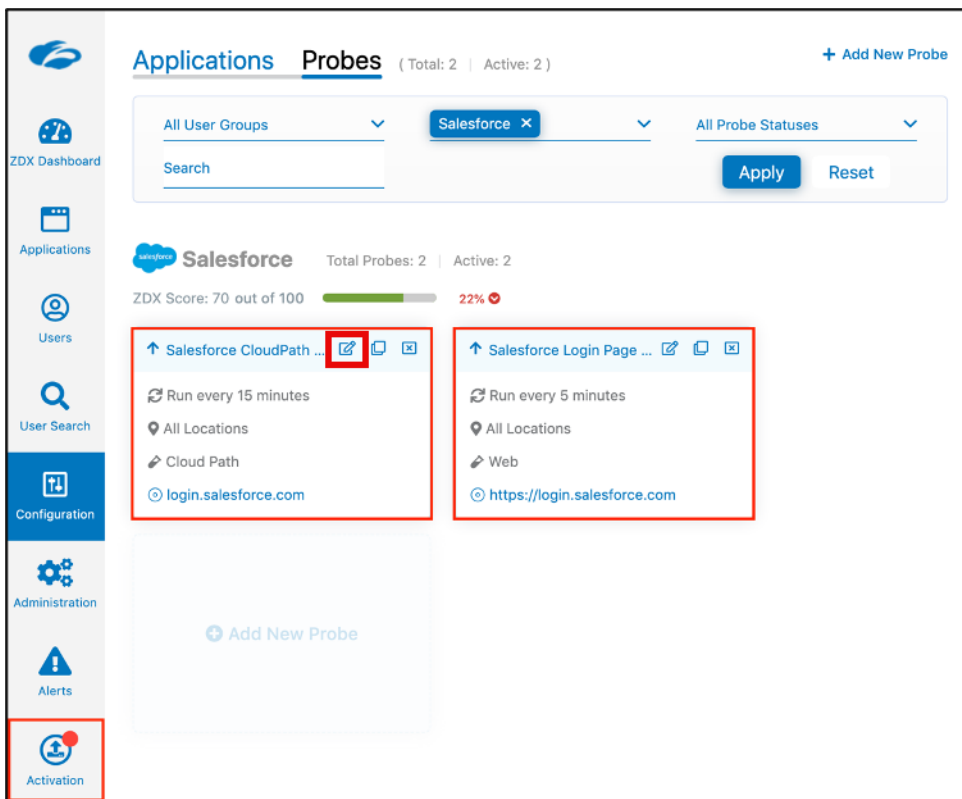 Applications Probes ( Total: 2 | Active: 2 )
+ Add New Probe
ZDX Dashboard
Applications
Users
User Search
Configuration
Administration
Alerts
Activation
All User Groups
Salesforce ×
All Probe Statuses
Search
Apply Reset
salesforce Salesforce Total Probes: 2 | Active: 2
ZDX Score: 70 out of 100 22%
Salesforce CloudPath ...
Run every 15 minutes
All Locations
Cloud Path
login.salesforce.com
Salesforce Login Page ...
Run every 5 minutes
All Locations
Web
https://login.salesforce.com
Add New Probe